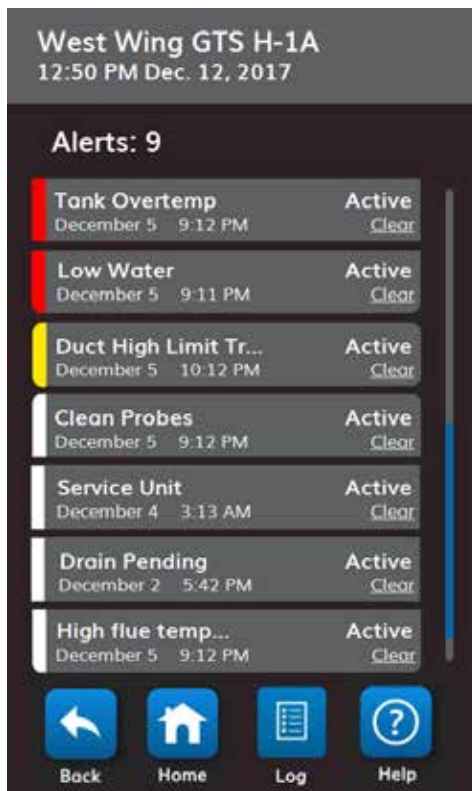 West Wing GTS H-1A
12:50 PM Dec. 12, 2017
Alerts: 9
Tank Overtemp Active
December 5 9:12 PM Clear
Low Water Active
December 5 9:11 PM Clear
Duct High Limit Tr... Active
December 5 10:12 PM Clear
Clean Probes Active
December 5 9:12 PM Clear
Service Unit Active
December 4 3:13 AM Clear
Drain Pending Active
December 2 5:42 PM Clear
High flue temp... Active
December 5 9:12 PM Clear
Back Home Log Help